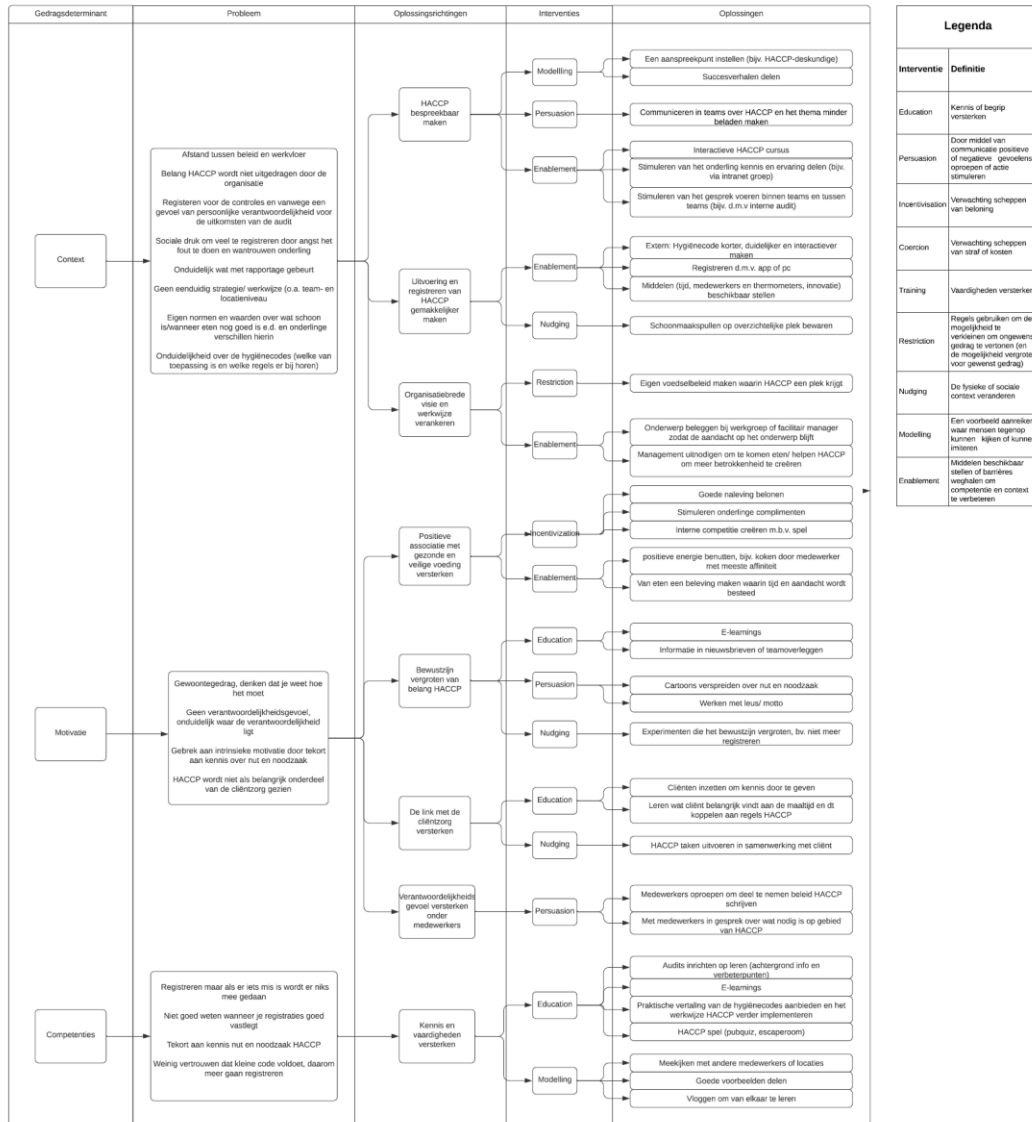 Gedragsdeterminant
Probleem
Oplossingsrichtingen
Interventies
Oplossingen
Context
Afstand tussen beleid en werkvloer
Belang HACCP wordt niet uitgedragen door de
organisatie
Registeren voor de controles en vanwege een
gevoel van persoonlijke verantwoordelijkheid voor
de uitkomsten van de audit
Sociale druk om veel te registreren door angst het
fout te doen en wantrouwen onderling
Onduidelijk wat met rapportage gebeurt
Geen eenduidig strategie/ werkwijze (o.a. team- en
locatieniveau
Eigen normen en waarden over wat schoon
is/wanneer eten nog goed is e.d. en onderlinge
verschillen hierin
Onduidelijkheid over de hygiënecodes (welke van
toepassing is en welke regels er bij horen)
HACCP
bespreekbaar
maken
Modellling
Een aanspreekpunt instellen (bijv. HACCP-deskundige)
Succesverhalen delen
Persuasion
Communiceren in teams over HACCP en het thema minder
beladen maken
Enablement
Interactieve HACCP cursus
Stimuleren van het onderling kennis en ervaring delen (bijv.
via intranet groep)
Stimuleren van het gesprek voeren binnen teams en tussen
teams (bijv. d.m.v interne audit)
Uitvoering en
registreren van
HACCP
gemakkelijker
maken
Enablement
Extern: Hygiënecode korter, duidelijker en interactiever
maken
Registreren d.m.v. app of pc
Middelen (tijd, medewerkers en thermometers, innovatie)
beschikbaar stellen
Nudging
Schoonmaakspullen op overzichtelijke plek bewaren
Organisatiebrede
visie en
werkwijze
verankeren
Restriction
Eigen voedselbeleid maken waarin HACCP een plek krijgt
Enablement
Onderwerp beleggen bij werkgroep of facilitair manager
zodat de aandacht op het onderwerp blijft
Management uitnodigen om te komen eten/ helpen HACCP
om meer betrokkenheid te creëren
Motivatie
Gewoontegedrag, denken dat je weet hoe
het moet
Geen verantwoordelijkheidsgevoel,
onduidelijk waar de verantwoordelijkheid
ligt
Gebrek aan intrinsieke motivatie door tekort
aan kennis over nut en noodzaak
HACCP wordt niet als belangrijk onderdeel
van de cliëntzorg gezien
Positieve
associatie met
gezonde en
veilige voeding
versterken
Incentivization
Goede naleving belonen
Stimuleren onderlinge complimenten
Interne competitie creëren m.b.v. spel
Enablement
positieve energie benutten, bijv. koken door medewerker
met meeste affiniteit
Van eten een beleving maken waarin tijd en aandacht wordt
besteed
Bewustzijn
vergroten van
belang HACCP
Education
E-learnings
Informatie in nieuwsbrieven of teamoverleggen
Persuasion
Cartoons verspreiden over nut en noodzaak
Werken met leus/ motto
Nudging
Experimenten die het bewustzijn vergroten, bv. niet meer
registreren
De link met de
cliëntzorg
versterken
Education
Cliënten inzetten om kennis door te geven
Leren wat cliënt belangrijk vindt aan de maaltijd en dt
koppelen aan regels HACCP
Nudging
HACCP taken uitvoeren in samenwerking met cliënt
Verantwoordelijkheids
gevoel versterken
onder
medewerkers
Persuasion
Medewerkers oproepen om deel te nemen beleid HACCP
schrijven
Met medewerkers in gesprek over wat nodig is op gebied
van HACCP
Competenties
Registreren maar als er iets mis is wordt er niks
mee gedaan
Niet goed weten wanneer je registraties goed
vastlegt
Tekort aan kennis nut en noodzaak HACCP
Weinig vertrouwen dat kleine code voldoet, daarom
meer gaan registreren
Kennis en
vaardigheden
versterken
Education
Audits inrichten op leren (achtergrond info en
verbeterpunten)
E-learnings
Praktische vertaling van de hygiënecodes aanbieden en het
werkwijze HACCP verder implementeren
HACCP spel (pubquiz, escaperoom)
Modelling
Meekijken met andere medewerkers of locaties
Goede voorbeelden delen
Vloggen om van elkaar te leren
Legenda
Interventie Definitie
Education
Kennis of begrip
versterken
Persuasion
Door middel van
communicatie positieve
of negatieve gevoelens
oproepen of actie
stimuleren
Incentivisation
Verwachting scheppen
van beloning
Coercion
Verwachting scheppen
van straf of kosten
Training
Vaardigheden versterken
Restriction
Regels gebruiken om de
mogelijkheid te
verkleinen om ongewens
gedrag te vertonen (en
de mogelijkheid vergrote
voor gewenst gedrag)
Nudging
De fysieke of sociale
context veranderen
Modelling
Een voorbeeld aanreiken
waar mensen tegenop
kunnen kijken of kunne
imiteren
Enablement
Middelen beschikbaar
stellen of barrières
weghalen om
competentie en context
te verbeteren